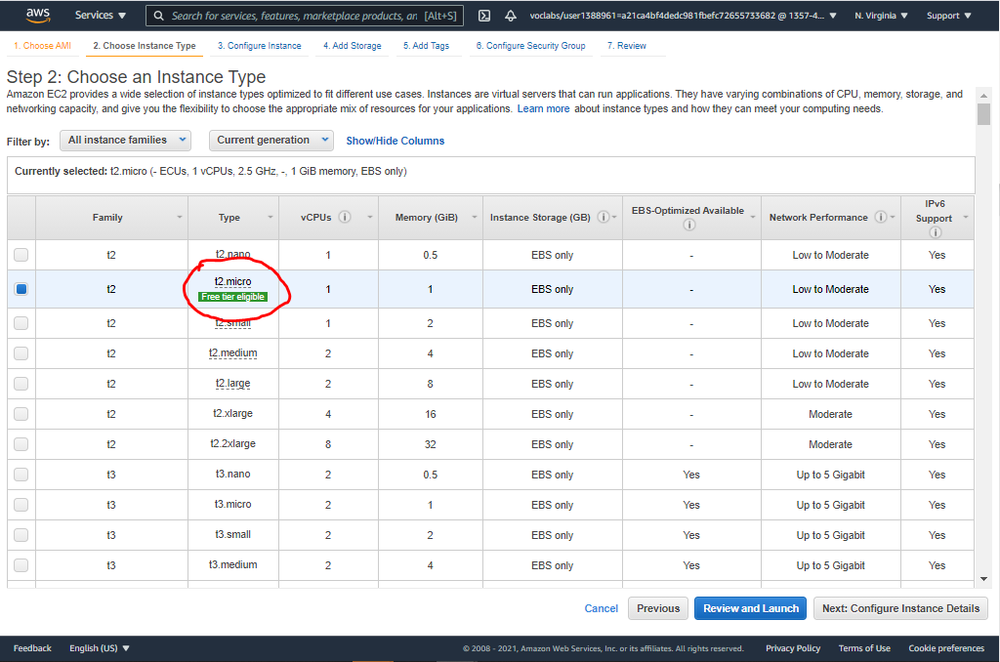 aws Services Search for services, features, marketplace products, an [Alt+S] voclabs/user1388961=a21ca4bf4dedc981fbefc72655733682 @ 1357-4... N. Virginia Support
1. Choose AMI 2. Choose Instance Type 3. Configure Instance 4. Add Storage 5. Add Tags 6. Configure Security Group 7. Review
Step 2: Choose an Instance Type
Amazon EC2 provides a wide selection of instance types optimized to fit different use cases. Instances are virtual servers that can run applications. They have varying combinations of CPU, memory, storage, and
networking capacity, and give you the flexibility to choose the appropriate mix of resources for your applications. Learn more about instance types and how they can meet your computing needs.
Filter by: All instance families Current generation Show/Hide Columns
Currently selected: t2.micro (- ECUs, 1 vCPUs, 2.5 GHz, -, 1 GiB memory, EBS only)
Family Type vCPUs Memory (GiB) Instance Storage (GB) EBS-Optimized Available Network Performance IPv6 Support
t2 t2.nano 1 0.5 EBS only - Low to Moderate Yes
t2 t2.micro 1 1 EBS only - Low to Moderate Yes
Free tier eligible
t2 t2.small 1 2 EBS only - Low to Moderate Yes
t2 t2.medium 2 4 EBS only - Low to Moderate Yes
t2 t2.large 2 8 EBS only - Low to Moderate Yes
t2 t2.xlarge 4 16 EBS only - Moderate Yes
t2 t2.2xlarge 8 32 EBS only - Moderate Yes
t3 t3.nano 2 0.5 EBS only Yes Up to 5 Gigabit Yes
t3 t3.micro 2 1 EBS only Yes Up to 5 Gigabit Yes
t3 t3.small 2 2 EBS only Yes Up to 5 Gigabit Yes
t3 t3.medium 2 4 EBS only Yes Up to 5 Gigabit Yes
Cancel Previous Review and Launch Next: Configure Instance Details
Feedback English (US) © 2008 - 2021, Amazon Web Services, Inc. or its affiliates. All rights reserved. Privacy Policy Terms of Use Cookie preferences